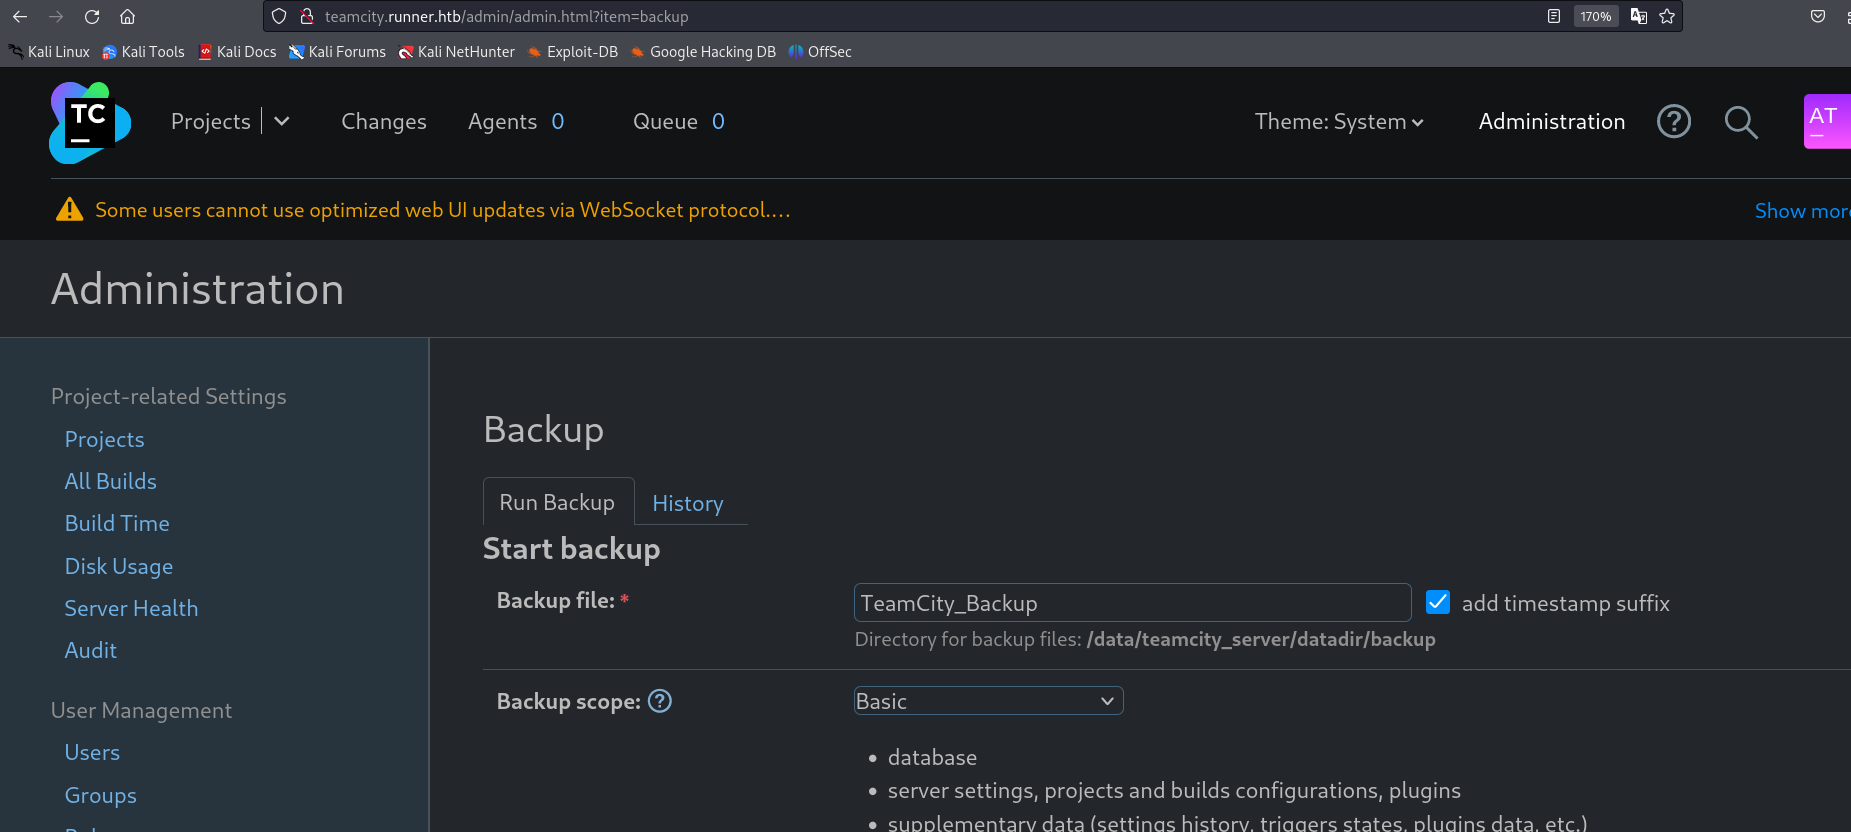 teamcity.runner.htb/admin/admin.html?item=backup 170%
Kali Linux Kali Tools Kali Docs Kali Forums Kali NetHunter Exploit-DB Google Hacking DB OffSec
TC Projects Changes Agents 0 Queue 0 Theme: System Administration ? AT
Some users cannot use optimized web UI updates via WebSocket protocol.... Show more
Administration
Project-related Settings
Projects
All Builds
Build Time
Disk Usage
Server Health
Audit
User Management
Users
Groups
Backup
Run Backup History
Start backup
Backup file: * TeamCity_Backup add timestamp suffix
Directory for backup files: /data/teamcity_server/datadir/backup
Backup scope: ? Basic
• database
• server settings, projects and builds configurations, plugins
• supplementary data (settings history, triggers states, plugins data, etc.)